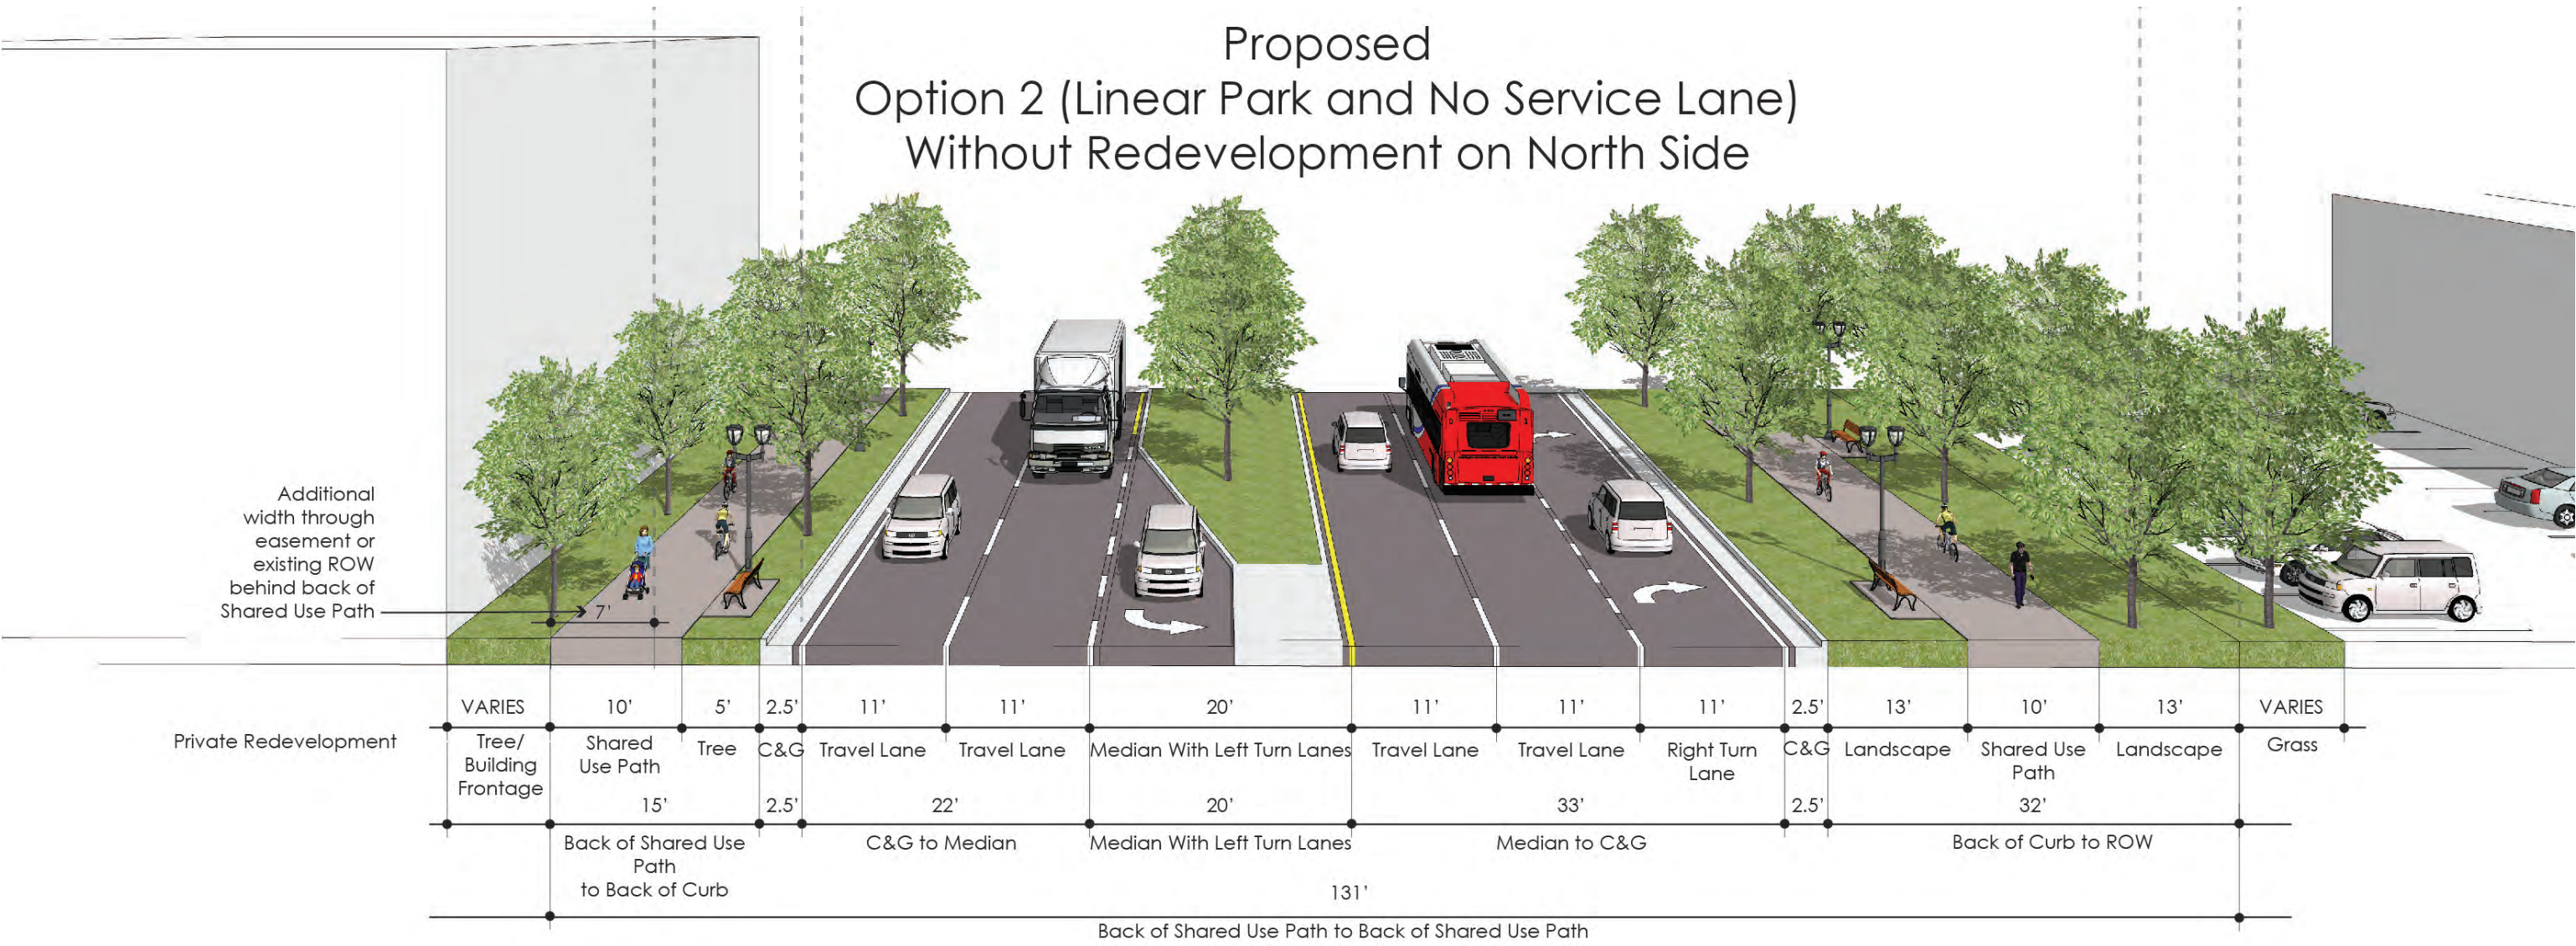 Proposed
Option 2 (Linear Park and No Service Lane)
Without Redevelopment on North Side
Additional
width through
easement or
existing ROW
behind back of
Shared Use Path
7'
VARIES 10' 5' 2.5' 11' 11' 20' 11' 11' 11' 2.5' 13' 10' 13' VARIES
Private Redevelopment
Tree/
Building
Frontage
Shared
Use Path
Tree
C&G
Travel Lane
Travel Lane
Median With Left Turn Lanes
Travel Lane
Travel Lane
Right Turn
Lane
C&G
Landscape
Shared Use
Path
Landscape
Grass
15' 2.5' 22' 20' 33' 2.5' 32'
Back of Shared Use
Path
to Back of Curb
C&G to Median
Median With Left Turn Lanes
Median to C&G
Back of Curb to ROW
131'
Back of Shared Use Path to Back of Shared Use Path